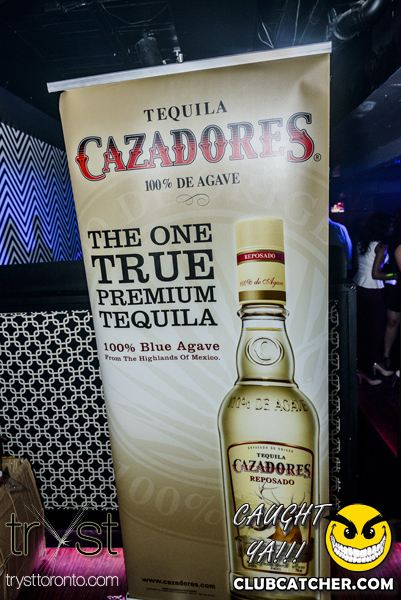 TEQUILA
CAZADORES®
100% DE AGAVE
THE ONE
TRUE
PREMIUM
TEQUILA
100% Blue Agave
From The Highlands Of Mexico.
REPOSADO
100% de Agave
100% DE AGAVE
TEQUILA
CAZADORES
REPOSADO
www.cazadores.com
tryst
trysttoronto.com
CAUGHT
YA!!!
CLUBCATCHER.COM